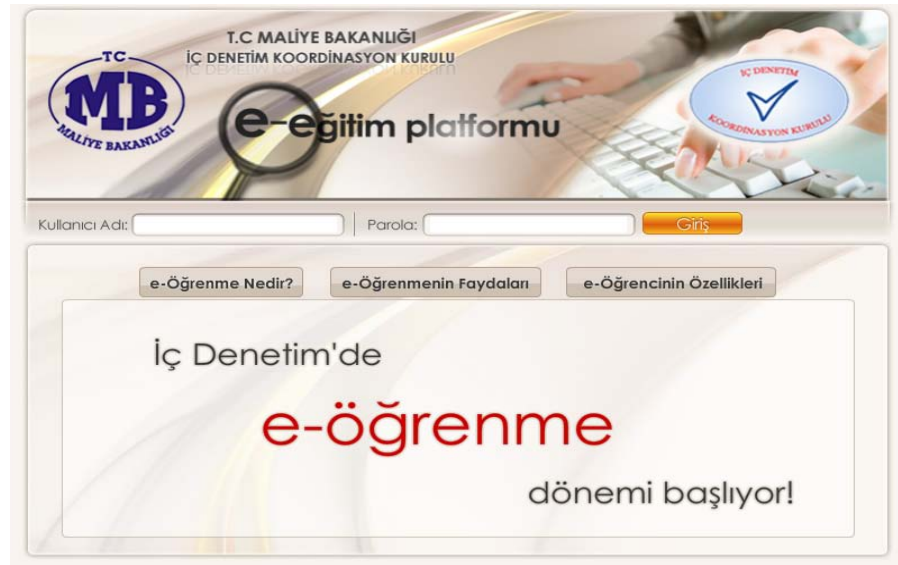 T.C MALİYE BAKANLIĞI
İÇ DENETİM KOORDİNASYON KURULU
TC
MB
MALİYE BAKANLIĞI
e-eğitim platformu
İÇ DENETİM
KOORDİNASYON KURULU
Kullanıcı Adı:
Parola:
Giriş
e-Öğrenme Nedir?
e-Öğrenmenin Faydaları
e-Öğrencinin Özellikleri
İç Denetim'de
e-öğrenme
dönemi başlıyor!